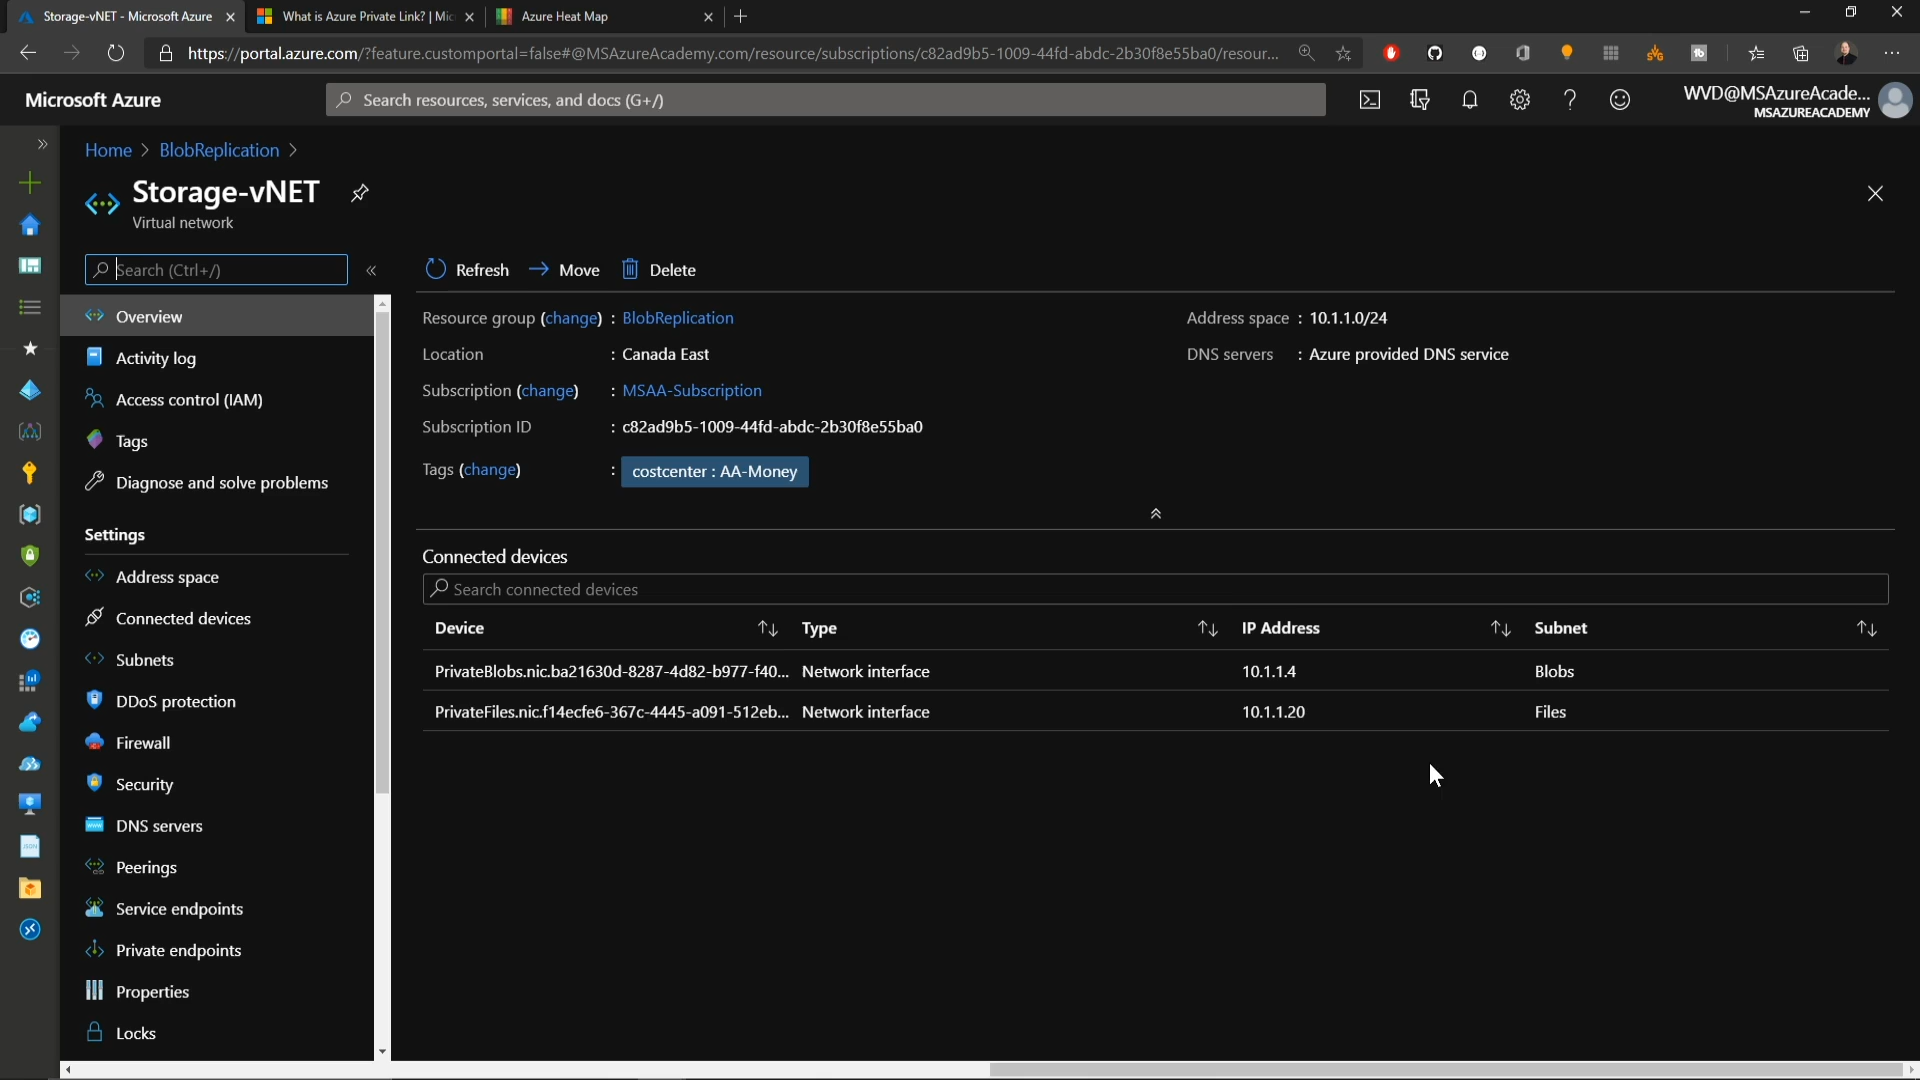 Storage-vNET - Microsoft Azure
What is Azure Private Link? | Mic
Azure Heat Map
https://portal.azure.com/?feature.customportal=false#@MSAzureAcademy.com/resource/subscriptions/c82ad9b5-1009-44fd-abdc-2b30f8e55ba0/resour...
Microsoft Azure
Search resources, services, and docs (G+/)
WVD@MSAzureAcade...
MSAZUREACADEMY
Home > BlobReplication >
Storage-vNET
Virtual network
Search (Ctrl+/)
Refresh
Move
Delete
Overview
Activity log
Access control (IAM)
Tags
Diagnose and solve problems
Settings
Address space
Connected devices
Subnets
DDoS protection
Firewall
Security
DNS servers
Peerings
Service endpoints
Private endpoints
Properties
Locks
Resource group (change) : BlobReplication
Location : Canada East
Subscription (change) : MSAA-Subscription
Subscription ID : c82ad9b5-1009-44fd-abdc-2b30f8e55ba0
Tags (change) : costcenter : AA-Money
Address space : 10.1.1.0/24
DNS servers : Azure provided DNS service
Connected devices
Search connected devices
Device Type IP Address Subnet
PrivateBlobs.nic.ba21630d-8287-4d82-b977-f40... Network interface 10.1.1.4 Blobs
PrivateFiles.nic.f14ecfe6-367c-4445-a091-512eb... Network interface 10.1.1.20 Files